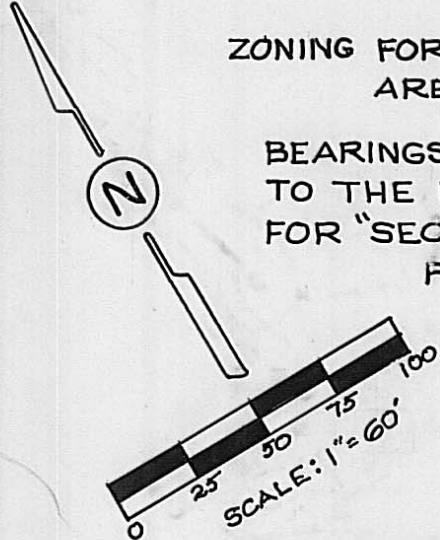 ZONING FOR
ARE
BEARINGS
TO THE
FOR "SEC
N
0 25 50 75 100
SCALE: 1"=60'